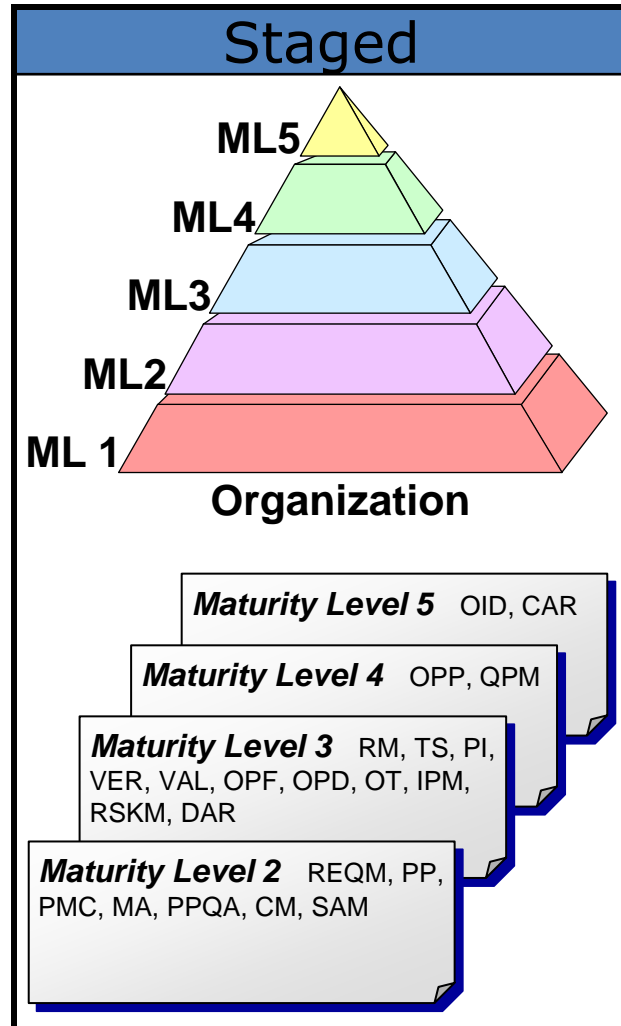 Staged
ML5
ML4
ML3
ML2
ML 1
Organization
Maturity Level 5 OID, CAR
Maturity Level 4 OPP, QPM
Maturity Level 3 RM, TS, PI,
VER, VAL, OPF, OPD, OT, IPM,
RSKM, DAR
Maturity Level 2 REQM, PP,
PMC, MA, PPQA, CM, SAM